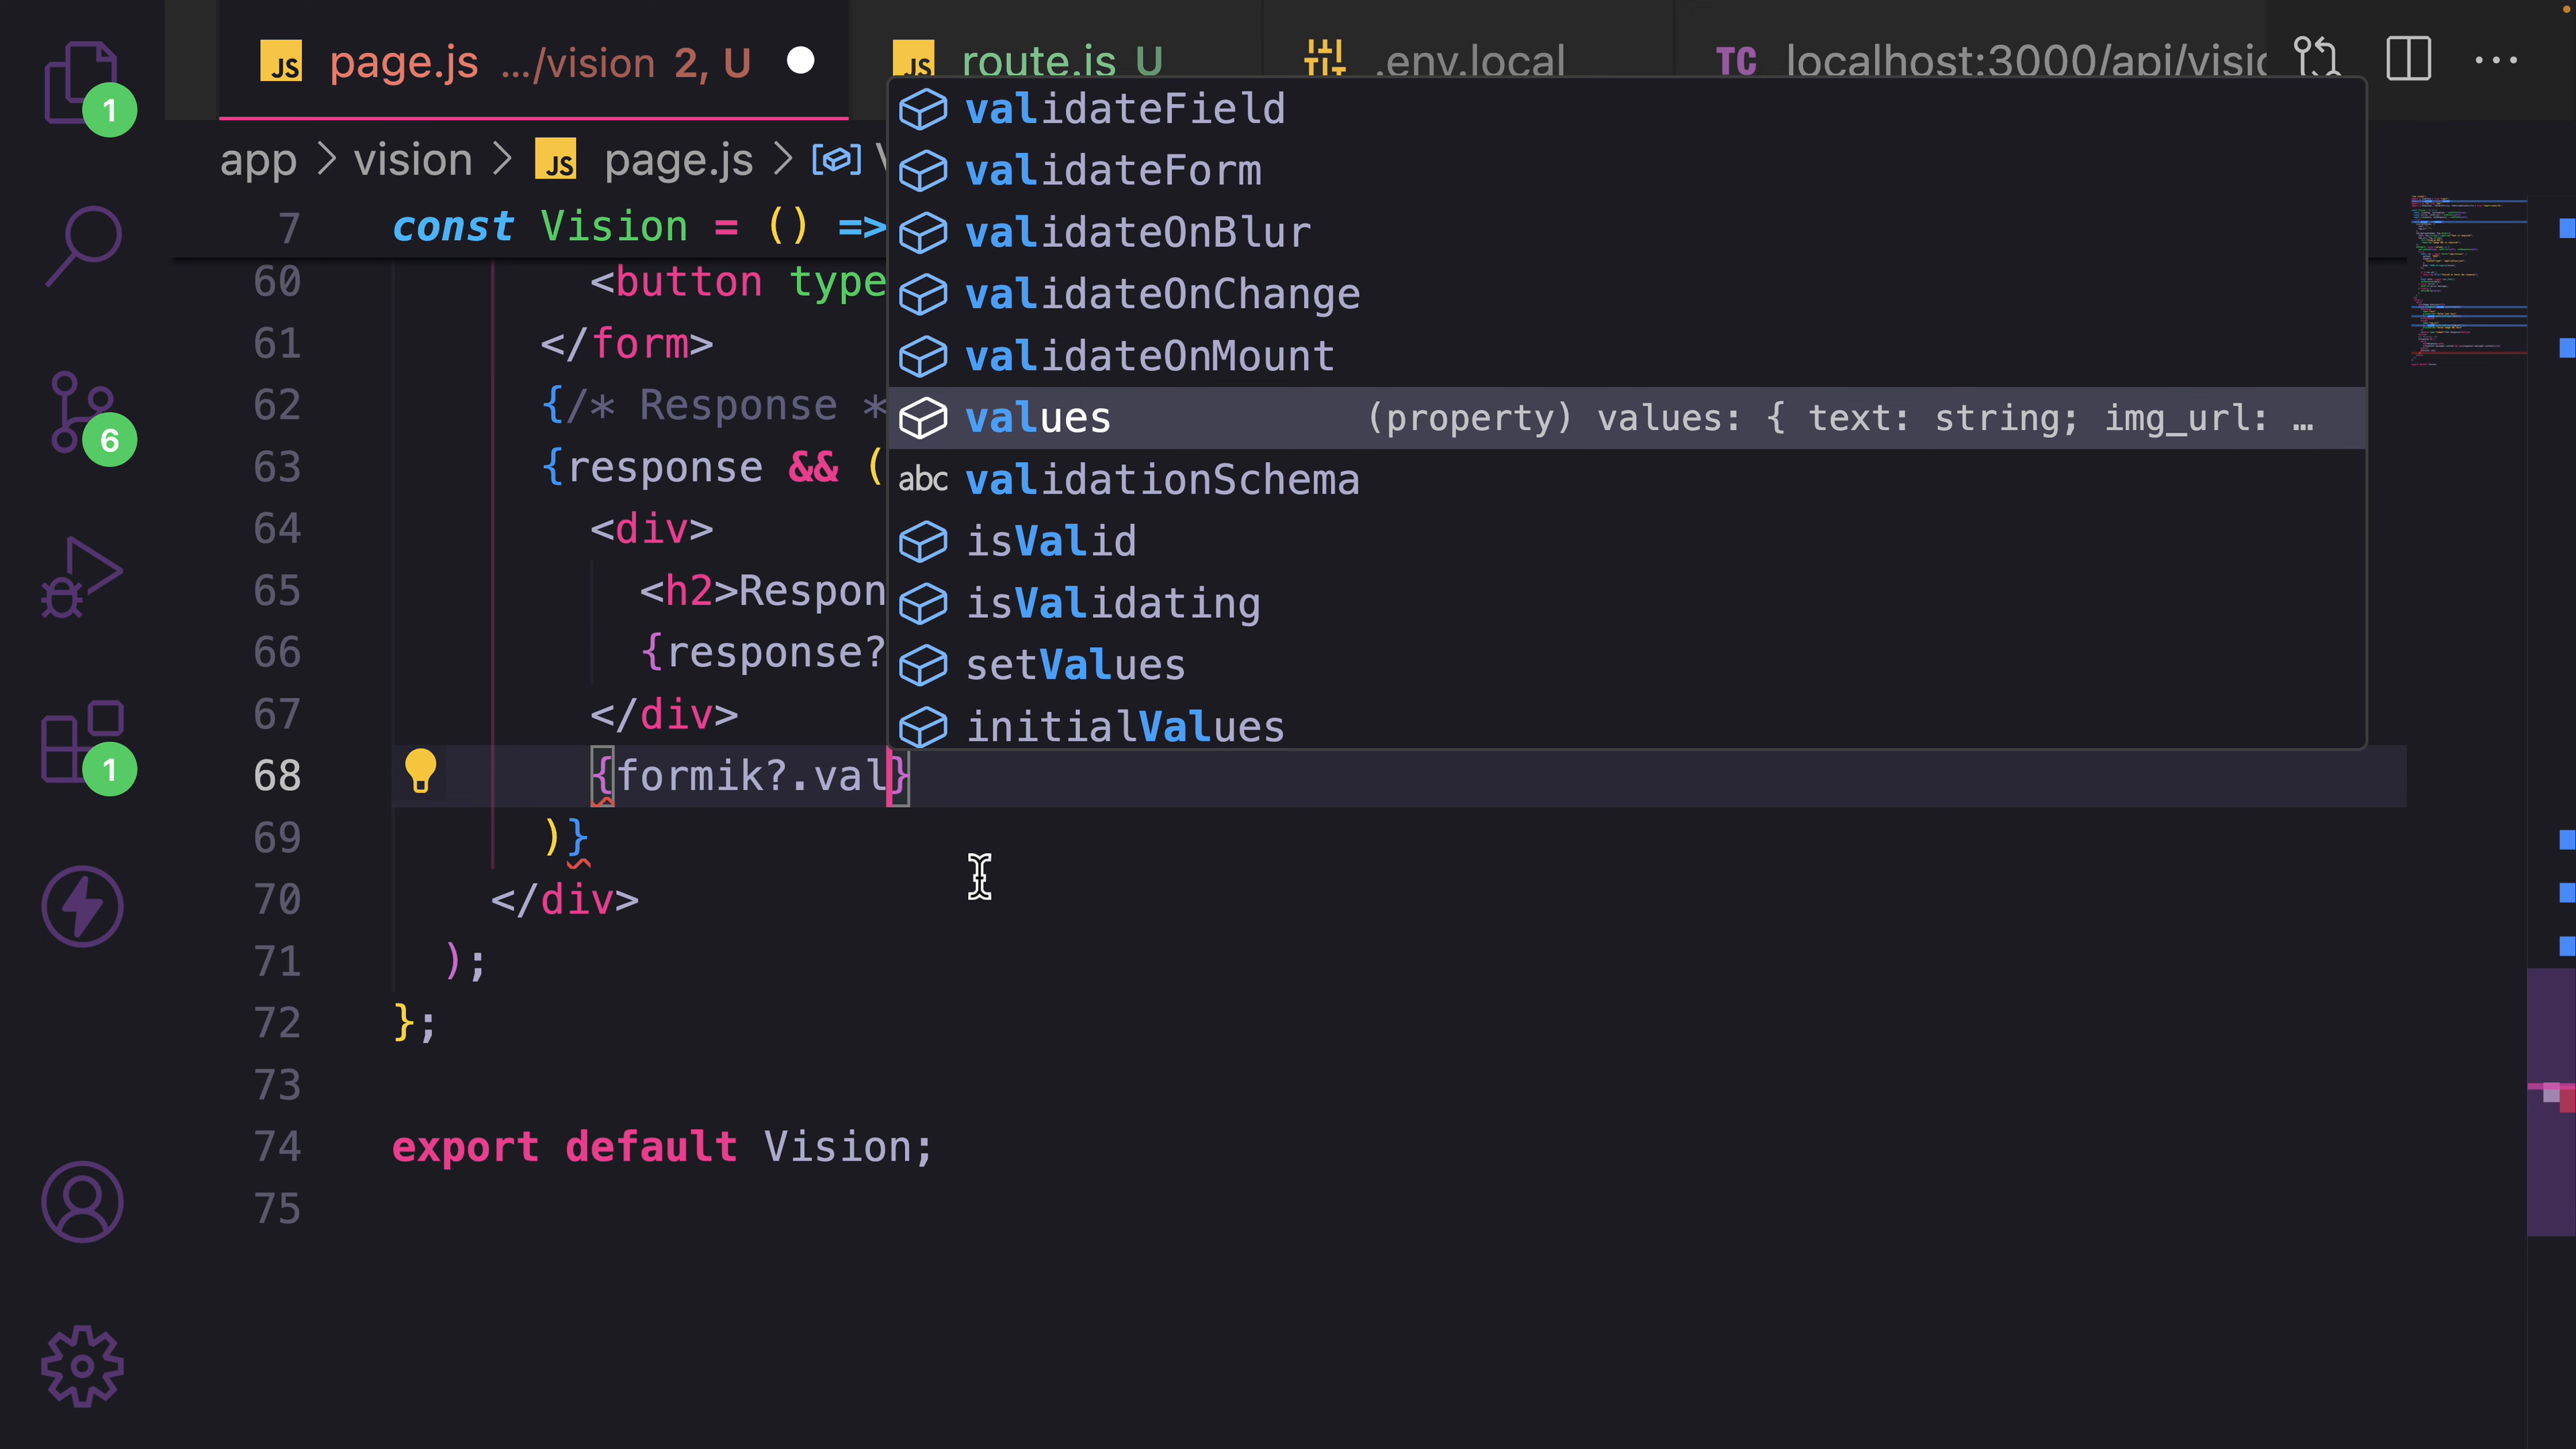 JS page.js .../vision 2, U
JS route.js U
.env.local
TC localhost:3000/api/visic
app > vision > JS page.js >
7 const Vision = () =>
60 <button type
61 </form>
62 {/* Response *
63 {response && (
64 <div>
65 <h2>Respon
66 {response?
67 </div>
68 {formik?.val}
69 )}
70 </div>
71 );
72 };
73
74 export default Vision;
75
validateField
validateForm
validateOnBlur
validateOnChange
validateOnMount
values (property) values: { text: string; img_url: …
abc validationSchema
isValid
isValidating
setValues
initialValues
1
6
1